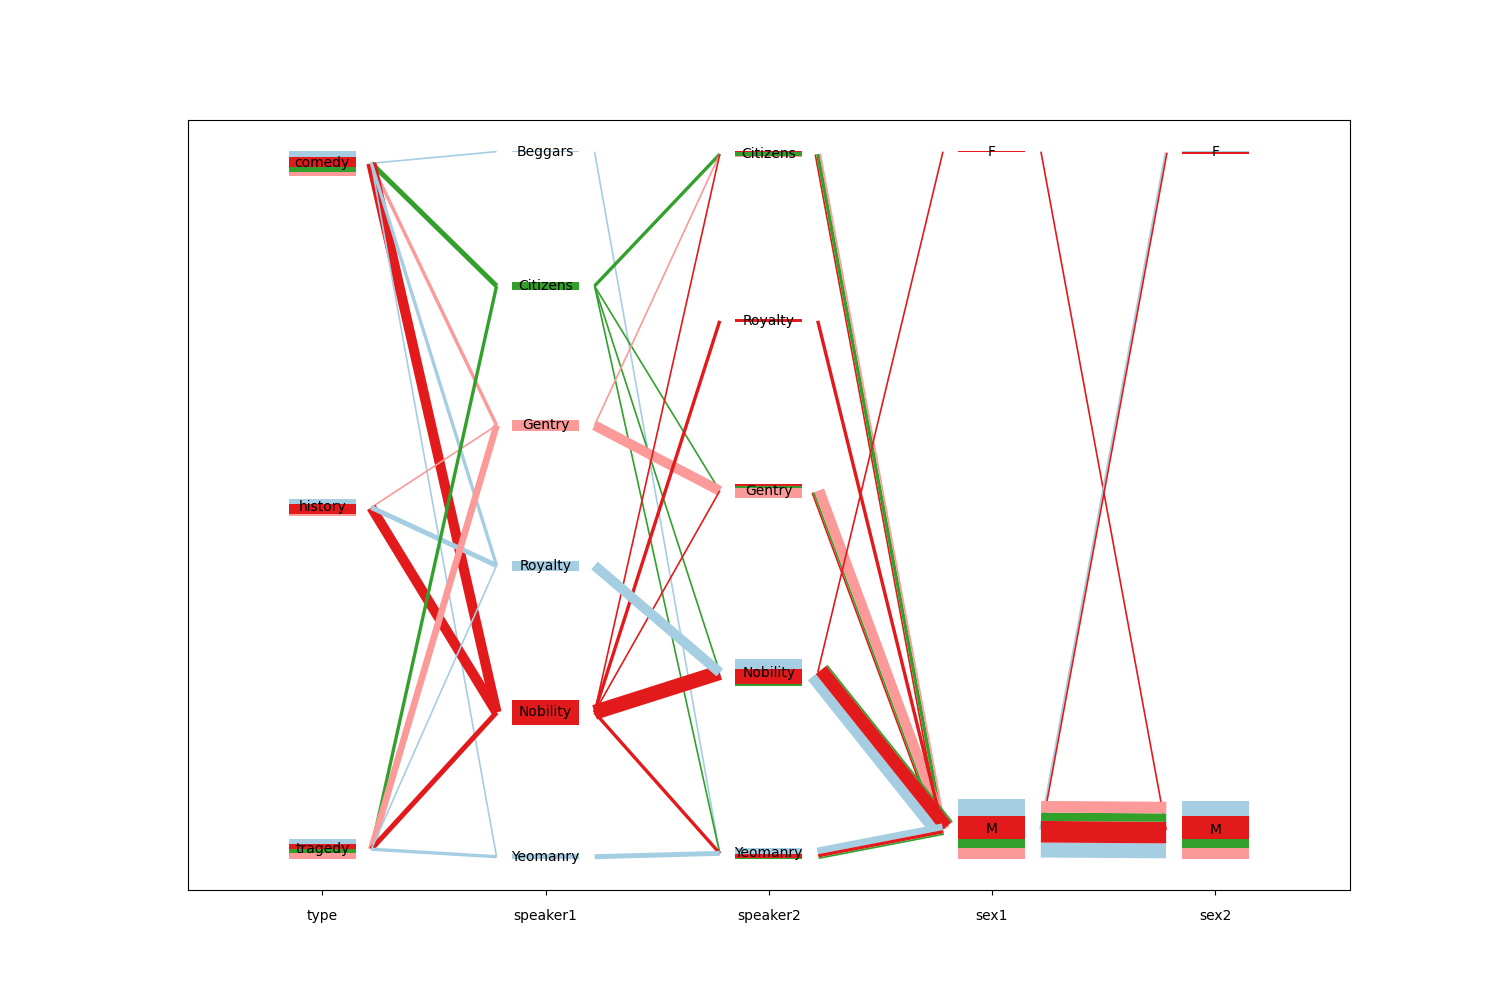 comedy
history
tragedy
Beggars
Citizens
Gentry
Royalty
Nobility
Yeomanry
Citizens
Royalty
Gentry
Nobility
Yeomanry
F
M
F
M
type
speaker1
speaker2
sex1
sex2